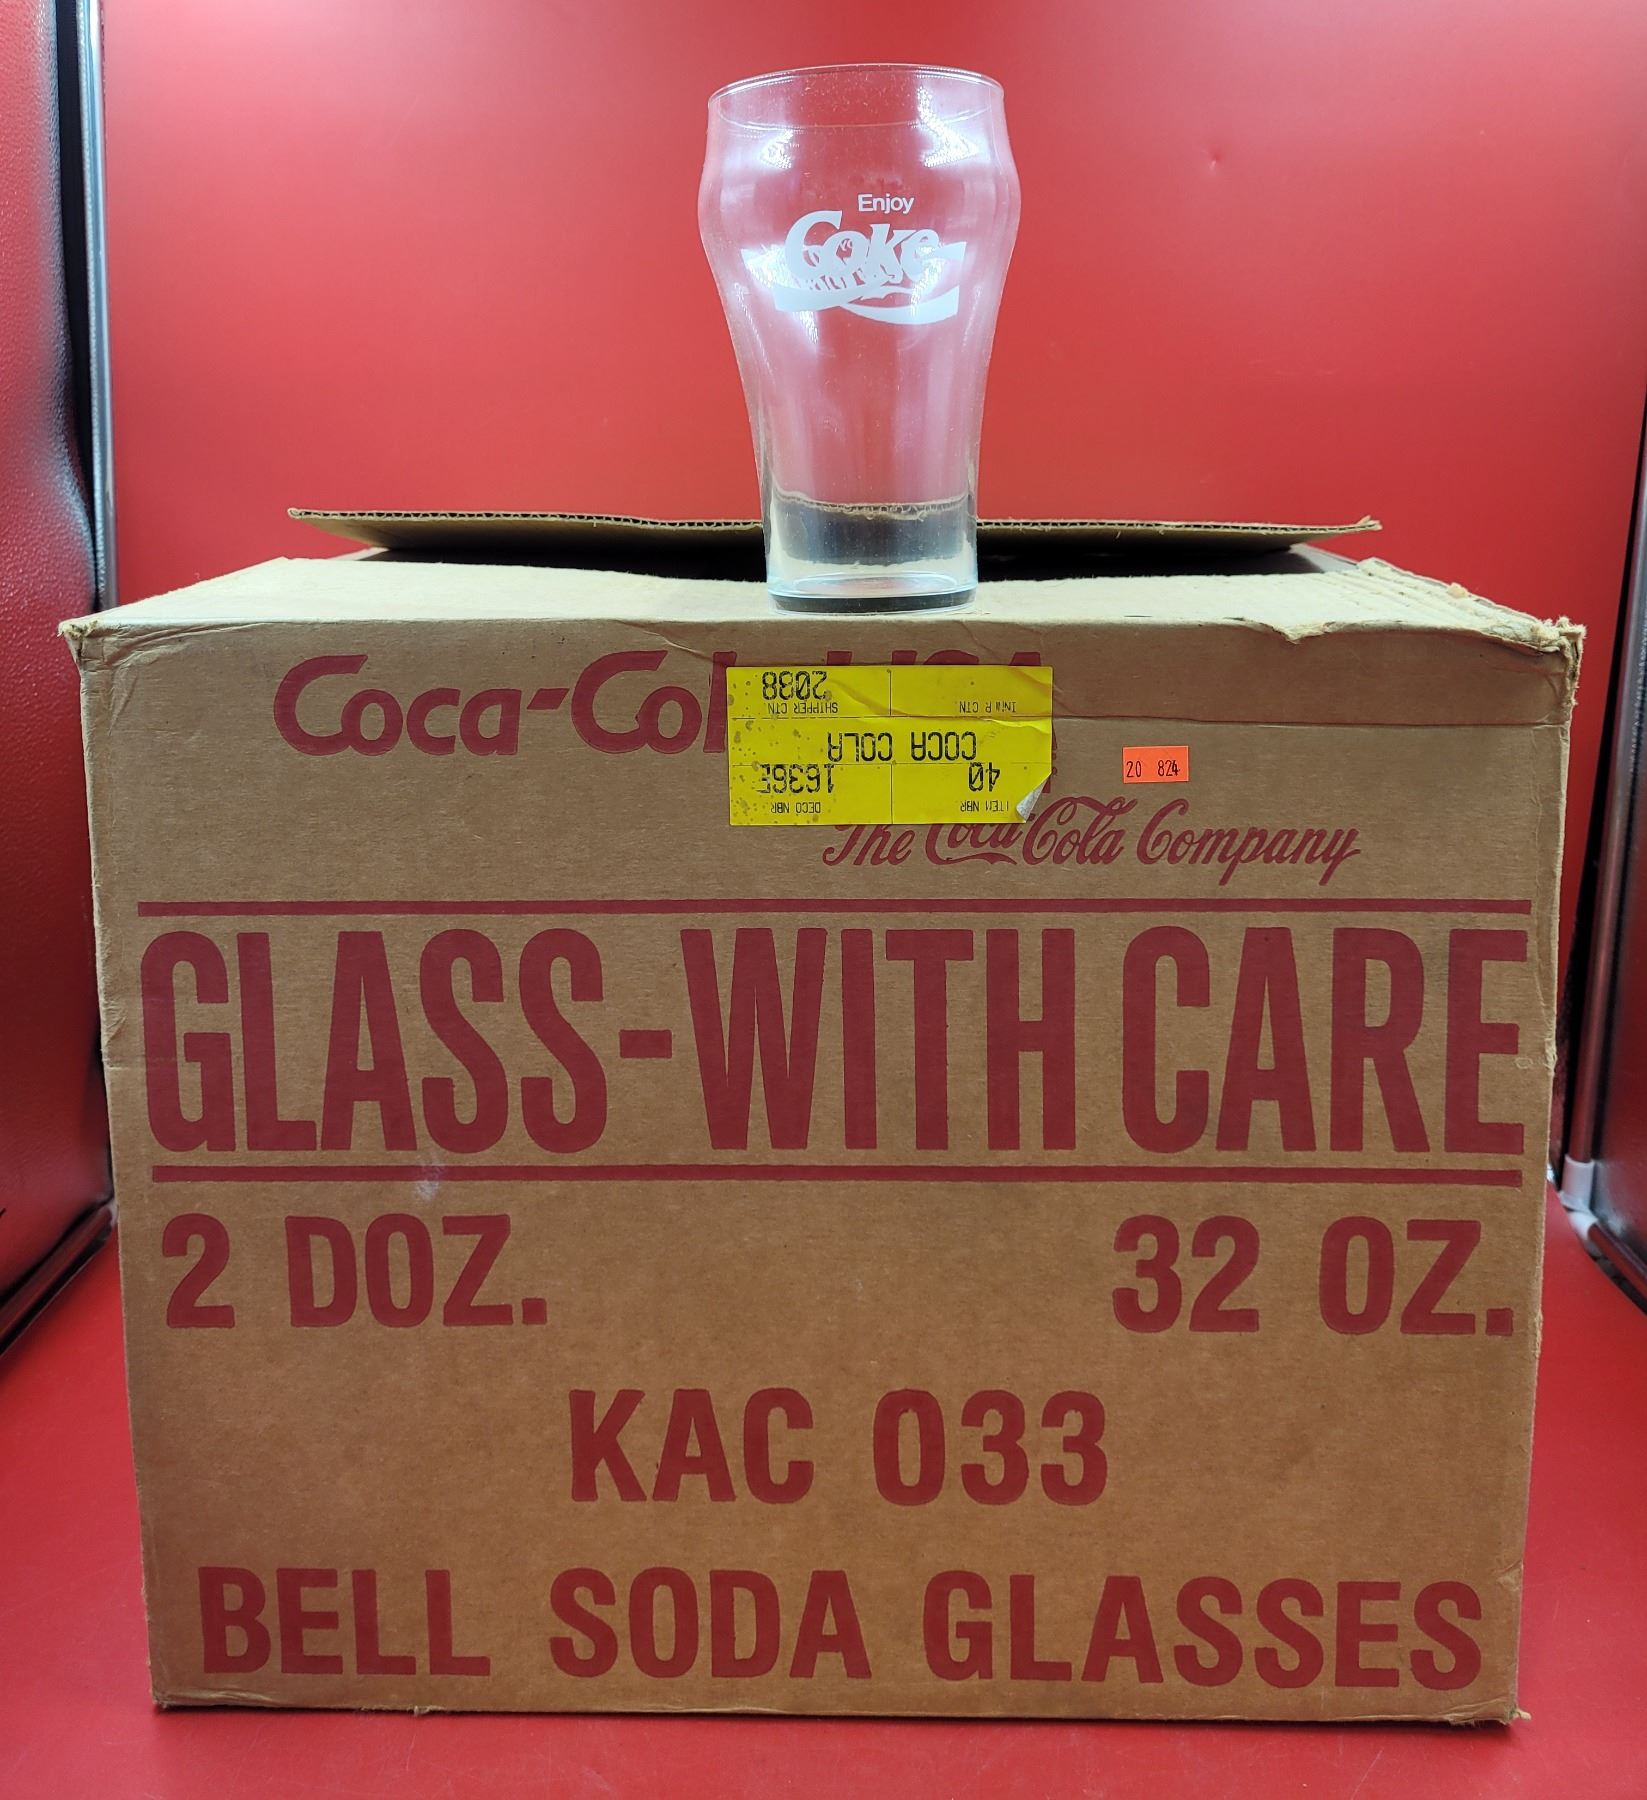 Enjoy
Coke
Coca-Col USA
2088
SHIPPER CTN.
CTN.
COCA COLA
40
1636E
ITEM NBR
DECO NBR
20 824
The Coca-Cola Company
GLASS-WITH CARE
2 DOZ.
32 OZ.
KAC 033
BELL SODA GLASSES